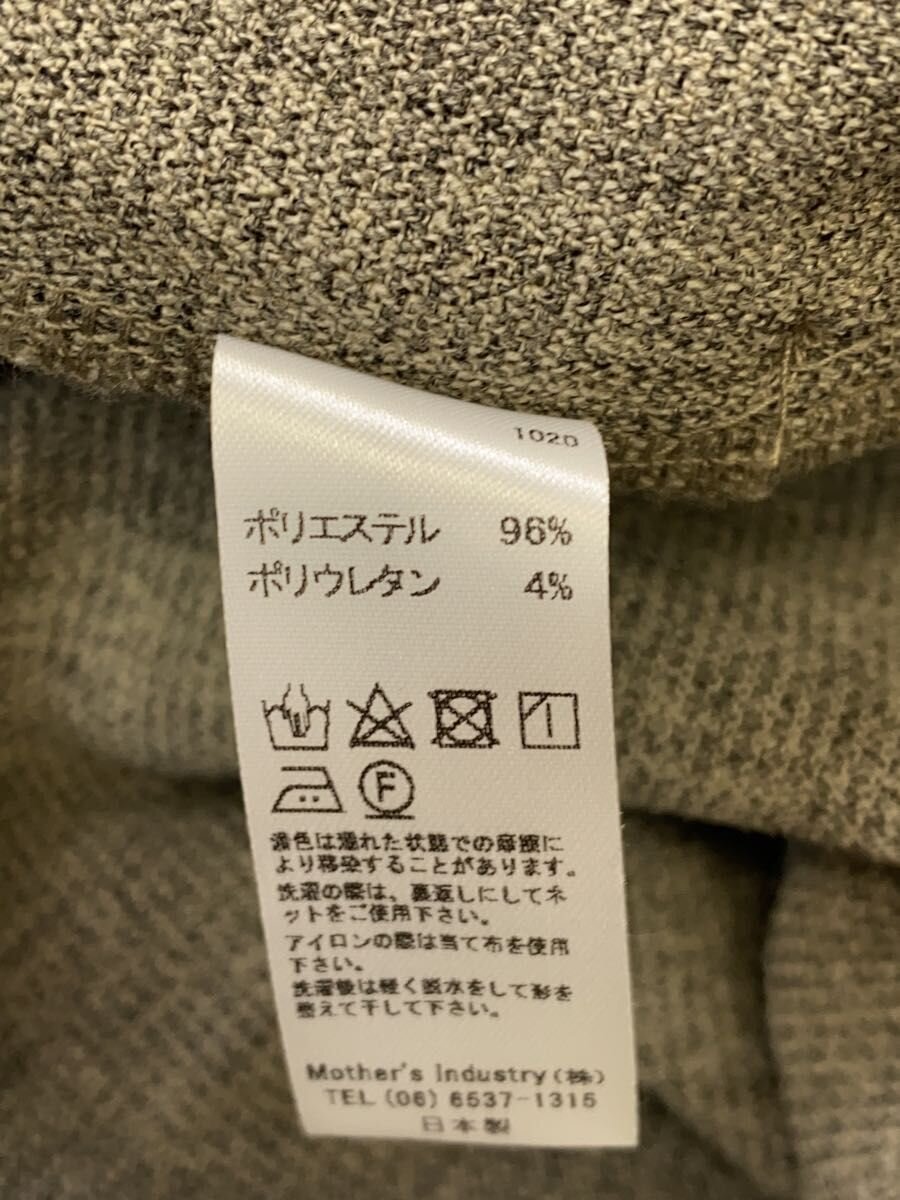 1020
ポリエステル 96%
ポリウレタン 4%
F
濃色は濡れた状態での摩擦に
より移染することがあります。
洗濯の際は、裏返しにしてネ
ットをご使用下さい。
アイロンの際は当て布を使用
下さい。
洗濯後は軽く脱水をして形を
整えて干して下さい。
Mother's Industry(株)
TEL (06) 6537-1315
日本製